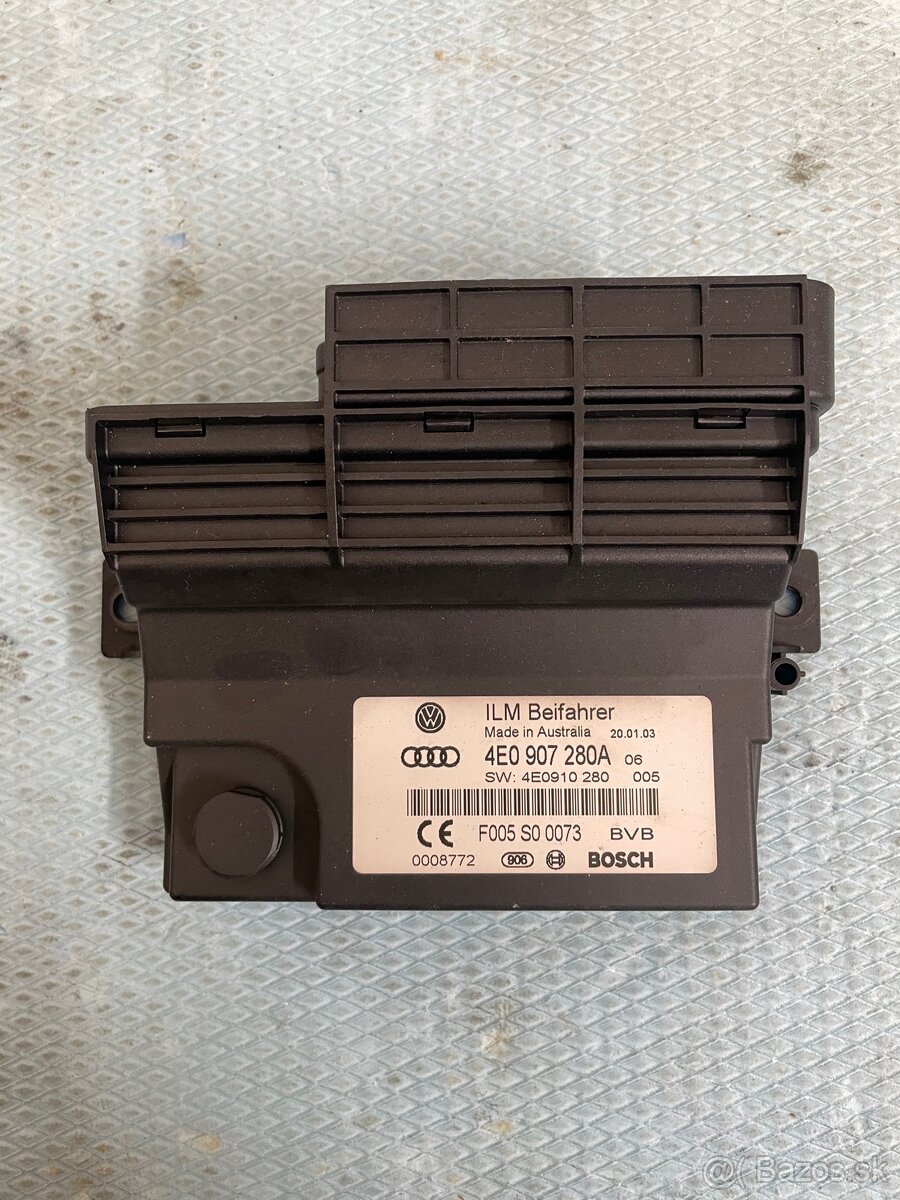 ILM Beifahrer
Made in Australia 20.01.03
4E0 907 280A 06
SW: 4E0910 280 005
CE F005 S0 0073 BVB
0008772 906 BOSCH
@ Bazos.sk